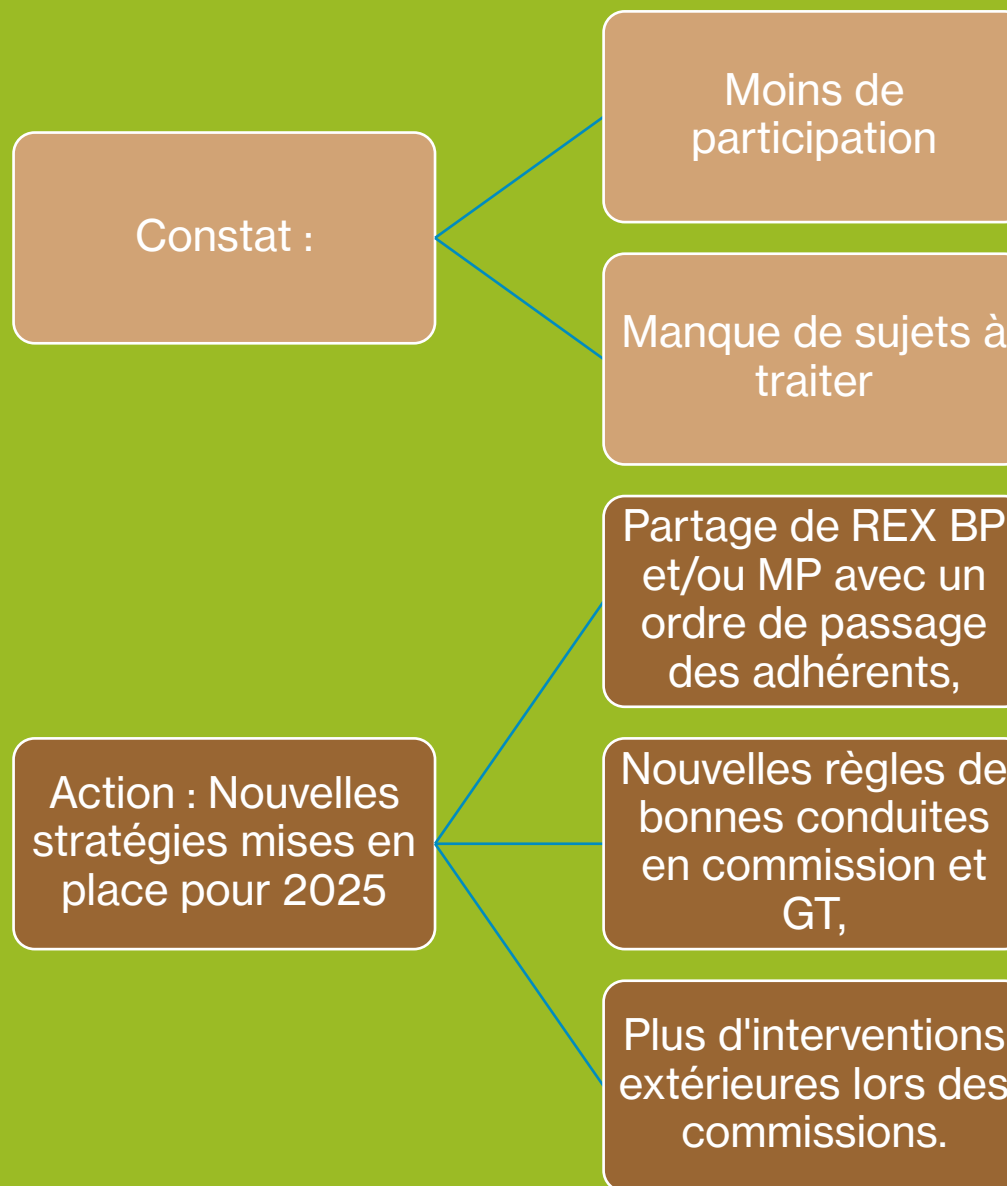 Constat :
Moins de
participation
Manque de sujets à
traiter
Action : Nouvelles
stratégies mises en
place pour 2025
Partage de REX BP
et/ou MP avec un
ordre de passage
des adhérents,
Nouvelles règles de
bonnes conduites
en commission et
GT,
Plus d'interventions
extérieures lors des
commissions.